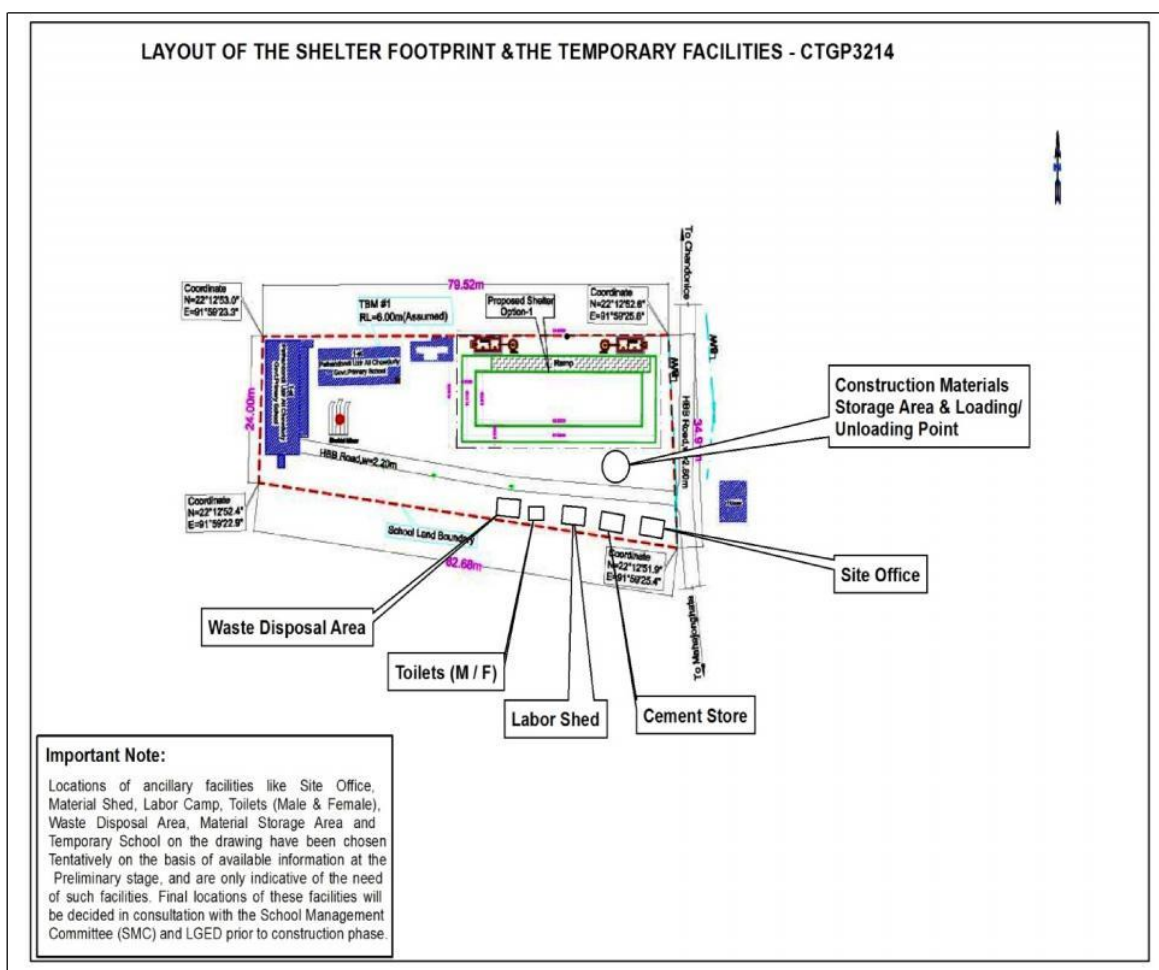 LAYOUT OF THE SHELTER FOOTPRINT &THE TEMPORARY FACILITIES - CTGP3214
N
To Chandonica
79.52m
Coordinate
N=22°12'53.0"
E=91°59'23.3"
TBM #1
RL=6.00m(Assumed)
Proposed Shelter
Option-1
Coordinate
N=22°12'52.6"
E=91°59'25.8"
Govt.Primary School
Ramp
24.00m
HBB Road,w=2.20m
HBB Road,
Construction Materials
Storage Area & Loading/
Unloading Point
Coordinate
N=22°12'52.4"
E=91°59'22.9"
School Land Boundary
62.68m
Coordinate
N=22°12'51.9"
E=91°59'25.4"
Site Office
Waste Disposal Area
Toilets (M / F)
Labor Shed
Cement Store
Important Note:
Locations of ancillary facilities like Site Office,
Material Shed, Labor Camp, Toilets (Male & Female),
Waste Disposal Area, Material Storage Area and
Temporary School on the drawing have been chosen
Tentatively on the basis of available information at the
Preliminary stage, and are only indicative of the need
of such facilities. Final locations of these facilities will
be decided in consultation with the School Management
Committee (SMC) and LGED prior to construction phase.